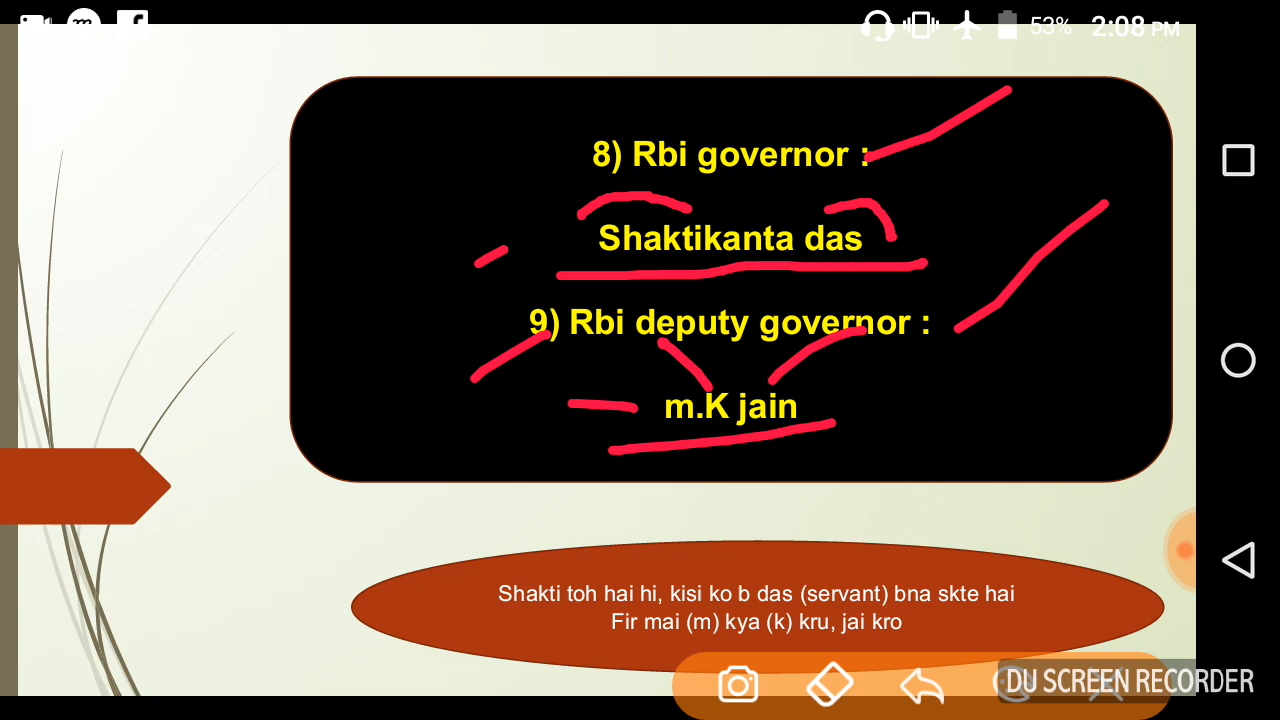 53% 2:08 PM
8) Rbi governor :
Shaktikanta das
9) Rbi deputy governor :
m.K jain
Shakti toh hai hi, kisi ko b das (servant) bna skte hai
Fir mai (m) kya (k) kru, jai kro
DU SCREEN RECORDER